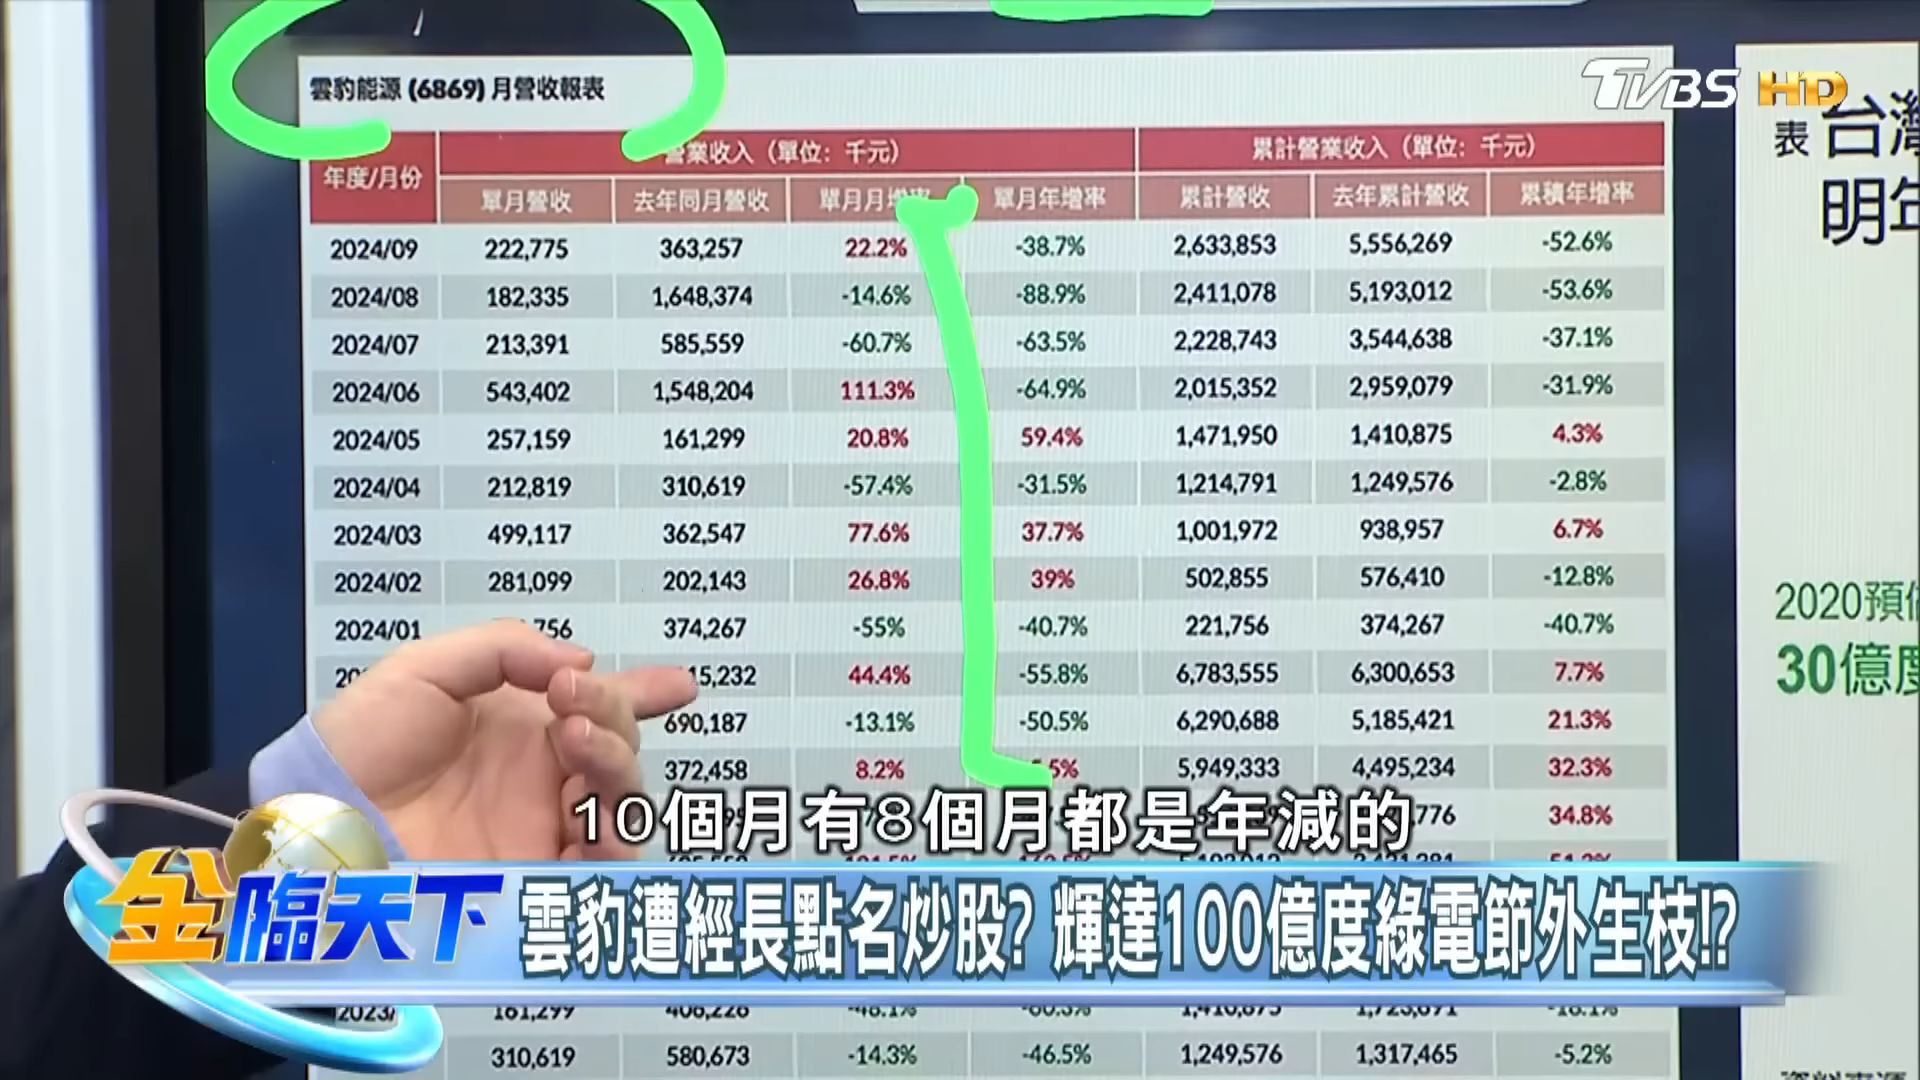 TVBS HD
雲豹能源 (6869) 月營收報表
年度/月份 營業收入（單位：千元） 累計營業收入（單位：千元）
單月營收 去年同月營收 單月月增率 單月年增率 累計營收 去年累計營收 累積年增率
2024/09 222,775 363,257 22.2% -38.7% 2,633,853 5,556,269 -52.6%
2024/08 182,335 1,648,374 -14.6% -88.9% 2,411,078 5,193,012 -53.6%
2024/07 213,391 585,559 -60.7% -63.5% 2,228,743 3,544,638 -37.1%
2024/06 543,402 1,548,204 111.3% -64.9% 2,015,352 2,959,079 -31.9%
2024/05 257,159 161,299 20.8% 59.4% 1,471,950 1,410,875 4.3%
2024/04 212,819 310,619 -57.4% -31.5% 1,214,791 1,249,576 -2.8%
2024/03 499,117 362,547 77.6% 37.7% 1,001,972 938,957 6.7%
2024/02 281,099 202,143 26.8% 39% 502,855 576,410 -12.8%
2024/01 756 374,267 -55% -40.7% 221,756 374,267 -40.7%
15,232 44.4% -55.8% 6,783,555 6,300,653 7.7%
690,187 -13.1% -50.5% 6,290,688 5,185,421 21.3%
372,458 8.2% 5% 5,949,333 4,495,234 32.3%
776 34.8%
10個月有8個月都是年減的
金臨天下
雲豹遭經長點名炒股? 輝達100億度綠電節外生枝!?
2023/ 161,299 -48.1% 1,410,875 -18.1%
310,619 580,673 -14.3% -46.5% 1,249,576 1,317,465 -5.2%
表 台灣
明年
2020預估
30億度